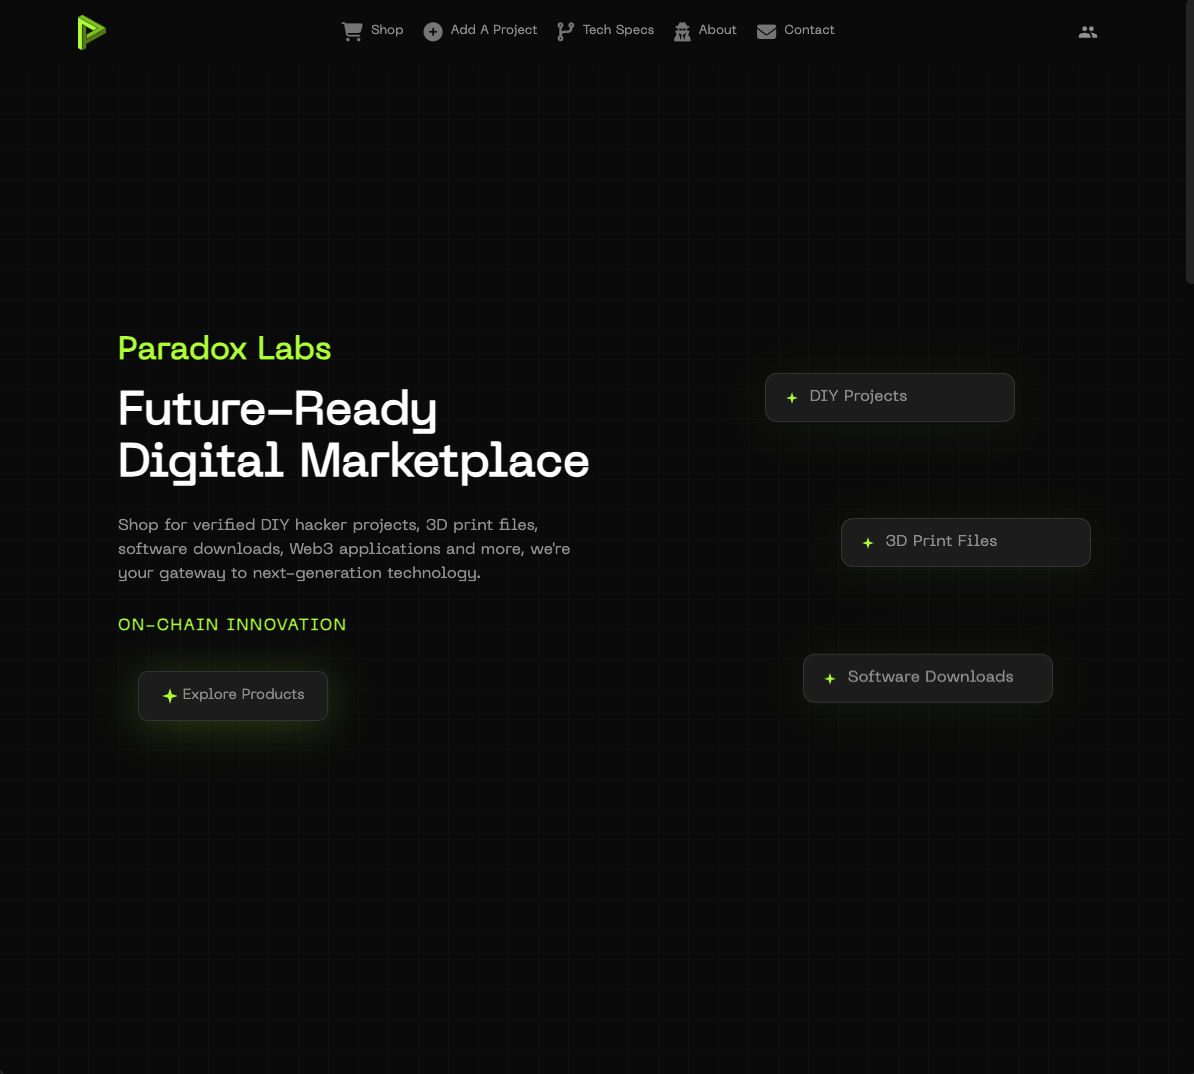 Shop
Add A Project
Tech Specs
About
Contact
Paradox Labs
Future-Ready
Digital Marketplace
Shop for verified DIY hacker projects, 3D print files,
software downloads, Web3 applications and more, we're
your gateway to next-generation technology.
ON-CHAIN INNOVATION
Explore Products
DIY Projects
3D Print Files
Software Downloads